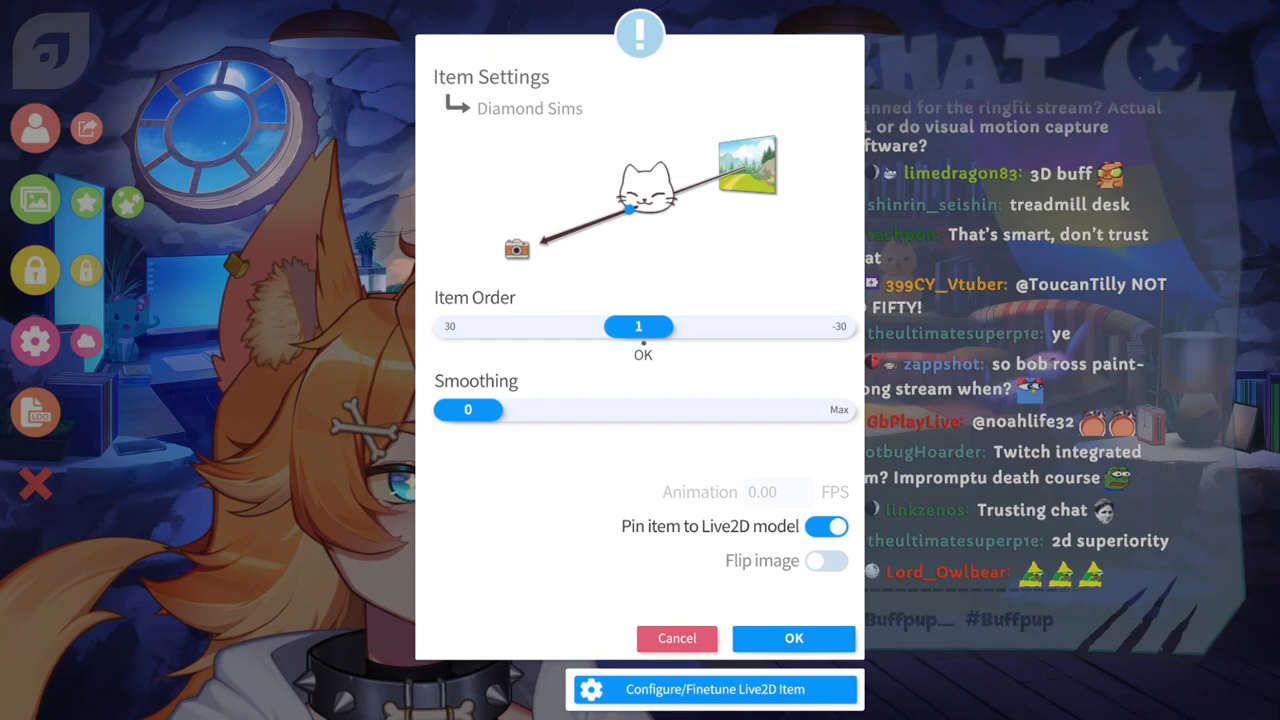 Item Settings
Diamond Sims
Item Order
30
1
-30
OK
Smoothing
0
Max
Animation 0.00 FPS
Pin item to Live2D model
Flip image
Cancel
OK
Configure/Finetune Live2D Item
LOG
HAT
anned for the ringfit stream? Actual
L or do visual motion capture
ftware?
limedragon83: 3D buff
shinrin_seishin: treadmill desk
That's smart, don't trust
at
399CY_Vtuber: @ToucanTilly NOT
FIFTY!
theultimatesuperp1e: ye
zappshot: so bob ross paint-
ong stream when?
GbPlayLive: @noahlife32
otbugHoarder: Twitch integrated
m? Impromptu death course
linkzenos: Trusting chat
theultimatesuperp1e: 2d superiority
Lord_Owlbear:
Buffpup__ #Buffpup